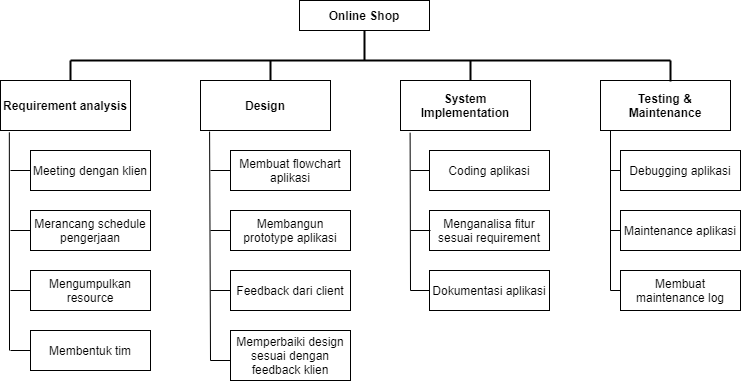 Online Shop
Requirement analysis
Meeting dengan klien
Merancang schedule
pengerjaan
Mengumpulkan
resource
Membentuk tim
Design
Membuat flowchart
aplikasi
Membangun
prototype aplikasi
Feedback dari client
Memperbaiki design
sesuai dengan
feedback klien
System
Implementation
Coding aplikasi
Menganalisa fitur
sesuai requirement
Dokumentasi aplikasi
Testing &
Maintenance
Debugging aplikasi
Maintenance aplikasi
Membuat
maintenance log